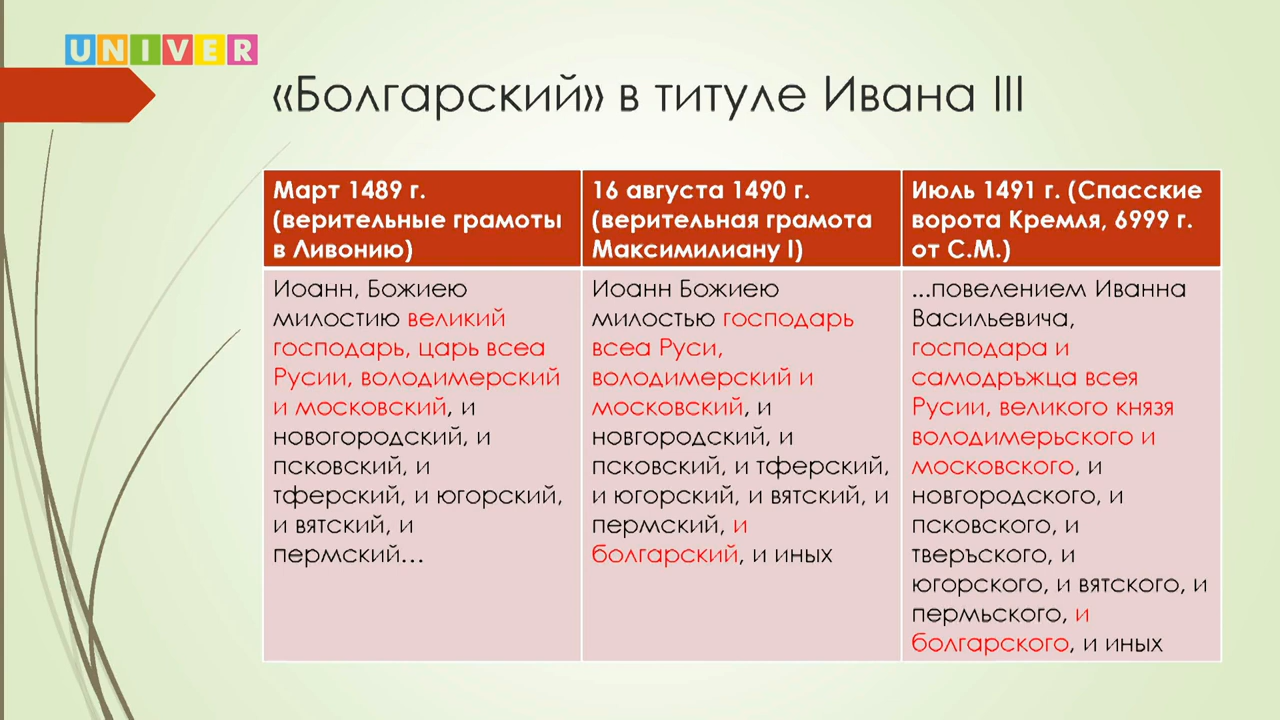 UNIVER
«Болгарский» в титуле Ивана III
Март 1489 г.
(верительные грамоты
в Ливонию)
Иоанн, Божиею
милостию великий
господарь, царь всеа
Русии, володимерский
и московский, и
новогородский, и
псковский, и
тферский, и югорский,
и вятский, и
пермский...
16 августа 1490 г.
(верительная грамота
Максимилиану I)
Иоанн Божиею
милостью господарь
всеа Руси,
володимерский и
московский, и
новгородский, и
псковский, и тферский,
и югорский, и вятский, и
пермский, и
болгарский, и иных
Июль 1491 г. (Спасские
ворота Кремля, 6999 г.
от С.М.)
...повелением Иванна
Васильевича,
господара и
самодръжца всея
Русии, великого князя
володимерьского и
московского, и
новгородского, и
псковского, и
тверъского, и
югорского, и вятского, и
пермьского, и
болгарского, и иных